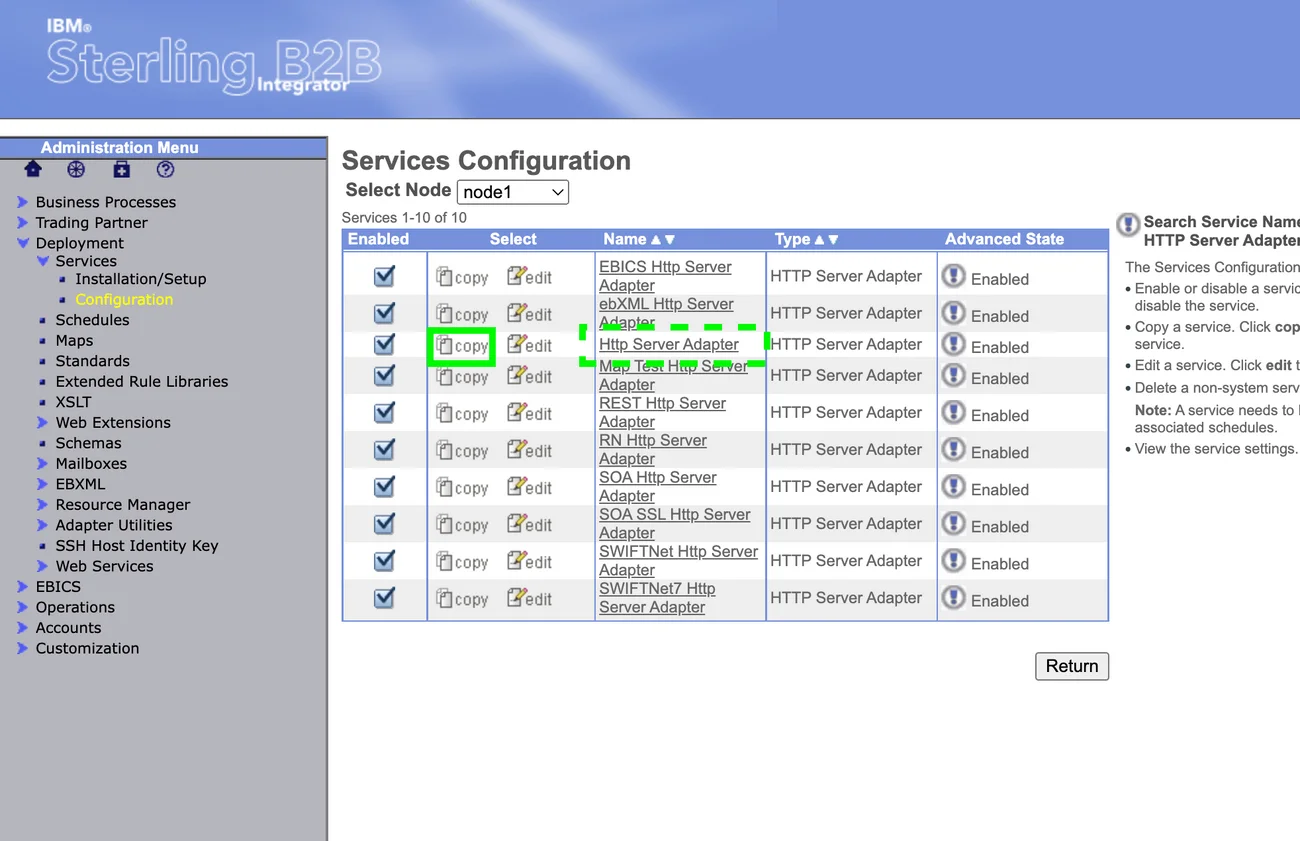 IBM®
Sterling B2B
Integrator
Administration Menu
Business Processes
Trading Partner
Deployment
Services
Installation/Setup
Configuration
Schedules
Maps
Standards
Extended Rule Libraries
XSLT
Web Extensions
Schemas
Mailboxes
EBXML
Resource Manager
Adapter Utilities
SSH Host Identity Key
Web Services
EBICS
Operations
Accounts
Customization
Services Configuration
Select Node node1
Services 1-10 of 10
Enabled Select Name ▲▼ Type ▲▼ Advanced State
copy edit EBICS Http Server Adapter HTTP Server Adapter Enabled
copy edit ebXML Http Server Adapter HTTP Server Adapter Enabled
copy edit Http Server Adapter HTTP Server Adapter Enabled
copy edit Map Test Http Server Adapter HTTP Server Adapter Enabled
copy edit REST Http Server Adapter HTTP Server Adapter Enabled
copy edit RN Http Server Adapter HTTP Server Adapter Enabled
copy edit SOA Http Server Adapter HTTP Server Adapter Enabled
copy edit SOA SSL Http Server Adapter HTTP Server Adapter Enabled
copy edit SWIFTNet Http Server Adapter HTTP Server Adapter Enabled
copy edit SWIFTNet7 Http Server Adapter HTTP Server Adapter Enabled
Return
Search Service Name
HTTP Server Adapter
The Services Configuration
• Enable or disable a servic
disable the service.
• Copy a service. Click cop
service.
• Edit a service. Click edit t
• Delete a non-system serv
Note: A service needs to
associated schedules.
• View the service settings.